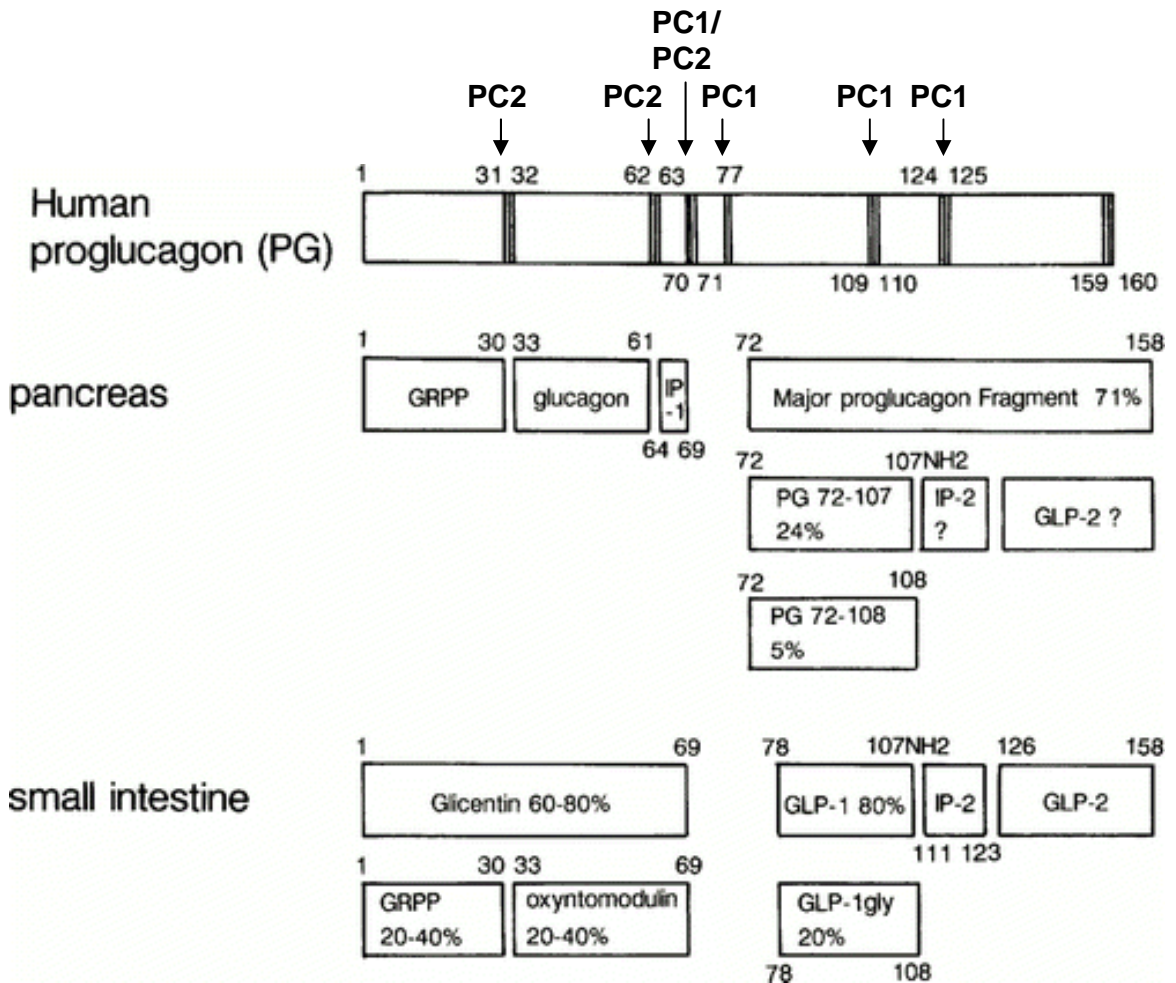 PC1/
PC2
PC2 PC2 PC1 PC1 PC1
1 31 32 62 63 77 124 125
Human
proglucagon (PG)
70 71 109 110 159 160
1 30 33 61 72 158
pancreas
GRPP glucagon IP
-1 Major proglucagon Fragment 71%
64 69
72 107NH2
PG 72-107
24% IP-2
? GLP-2 ?
72 108
PG 72-108
5%
1 69 78 107NH2 126 158
small intestine
Glicentin 60-80% GLP-1 80% IP-2 GLP-2
111 123
1 30 33 69
GRPP
20-40% oxyntomodulin
20-40% GLP-1gly
20%
78 108